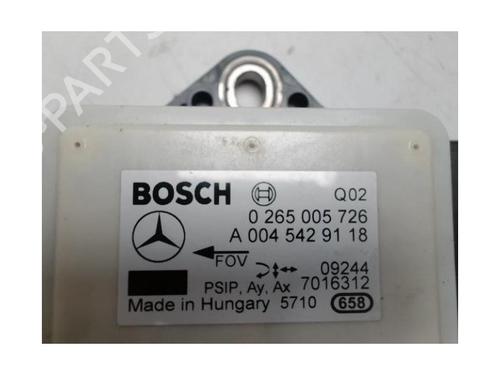 PARTS
BOSCH Q02
0 265 005 726
A 004 542 91 18
FOV
09244
PSIP, Ay, Ax 7016312
Made in Hungary 5710 658